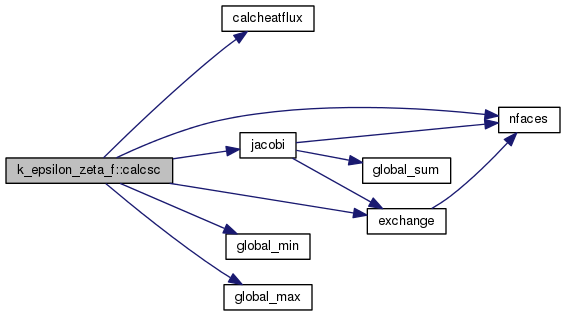 calcheatflux
nfaces
jacobi
k_epsilon_zeta_f::calcsc
global_sum
exchange
global_min
global_max